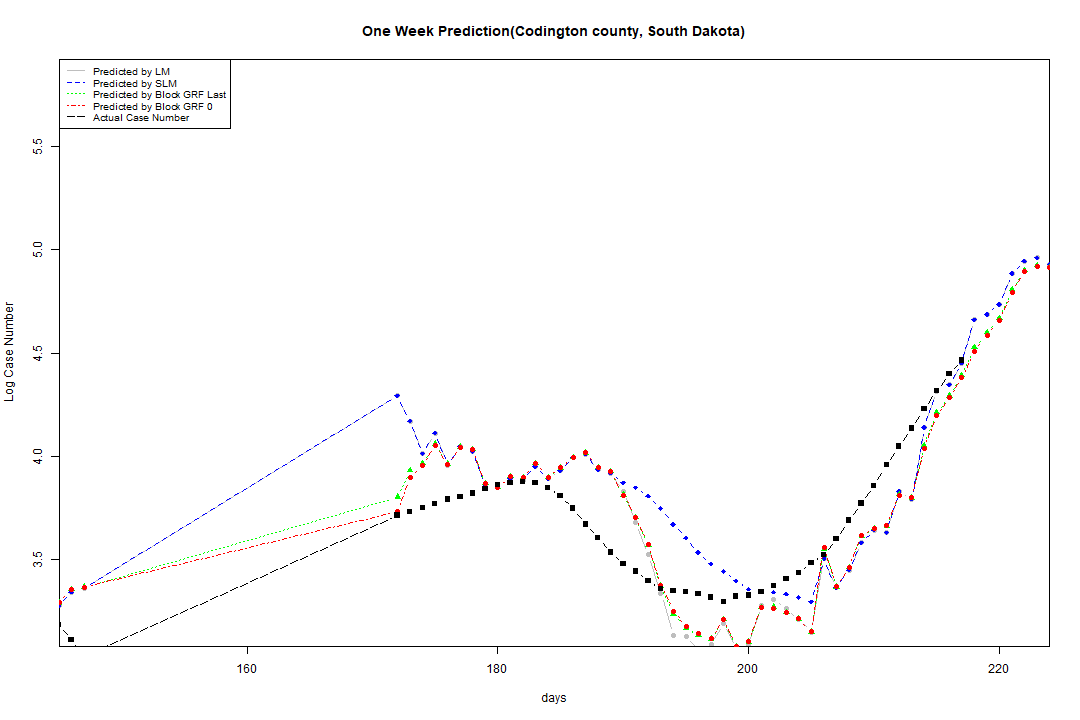 One Week Prediction(Codington county, South Dakota)
Predicted by LM
Predicted by SLM
Predicted by Block GRF Last
Predicted by Block GRF 0
Actual Case Number
5.5
5.0
4.5
4.0
3.5
Log Case Number
160 180 200 220
days